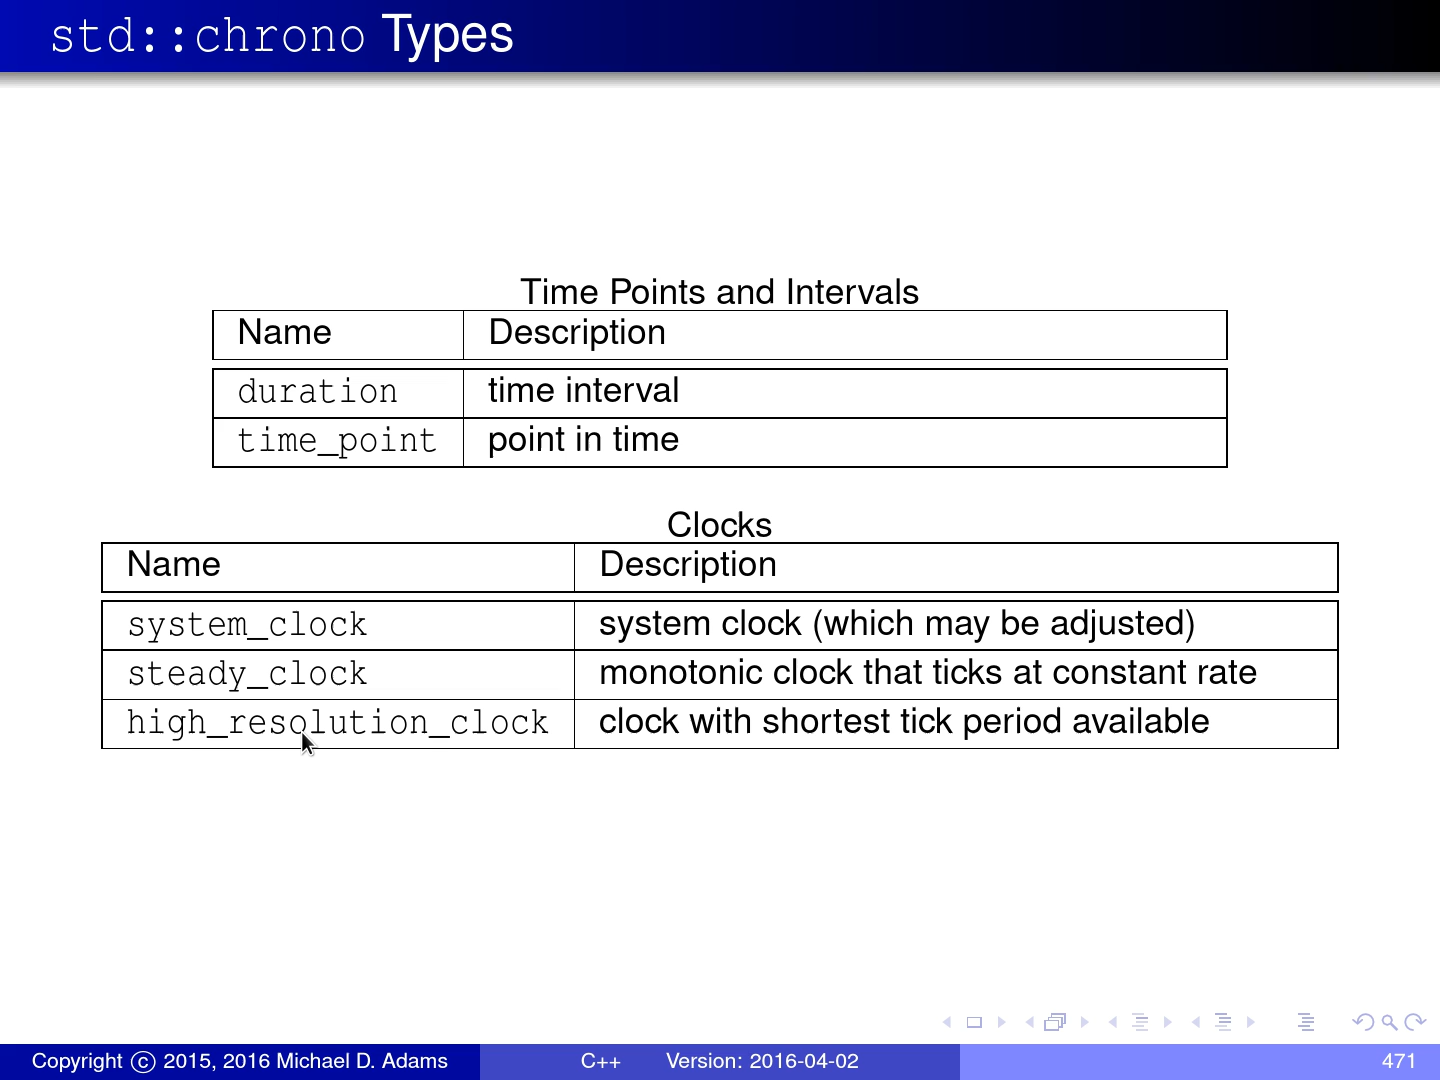 std::chrono Types
Time Points and Intervals
Name Description
duration time interval
time_point point in time
Clocks
Name Description
system_clock system clock (which may be adjusted)
steady_clock monotonic clock that ticks at constant rate
high_resolution_clock clock with shortest tick period available
Copyright © 2015, 2016 Michael D. Adams C++ Version: 2016-04-02 471